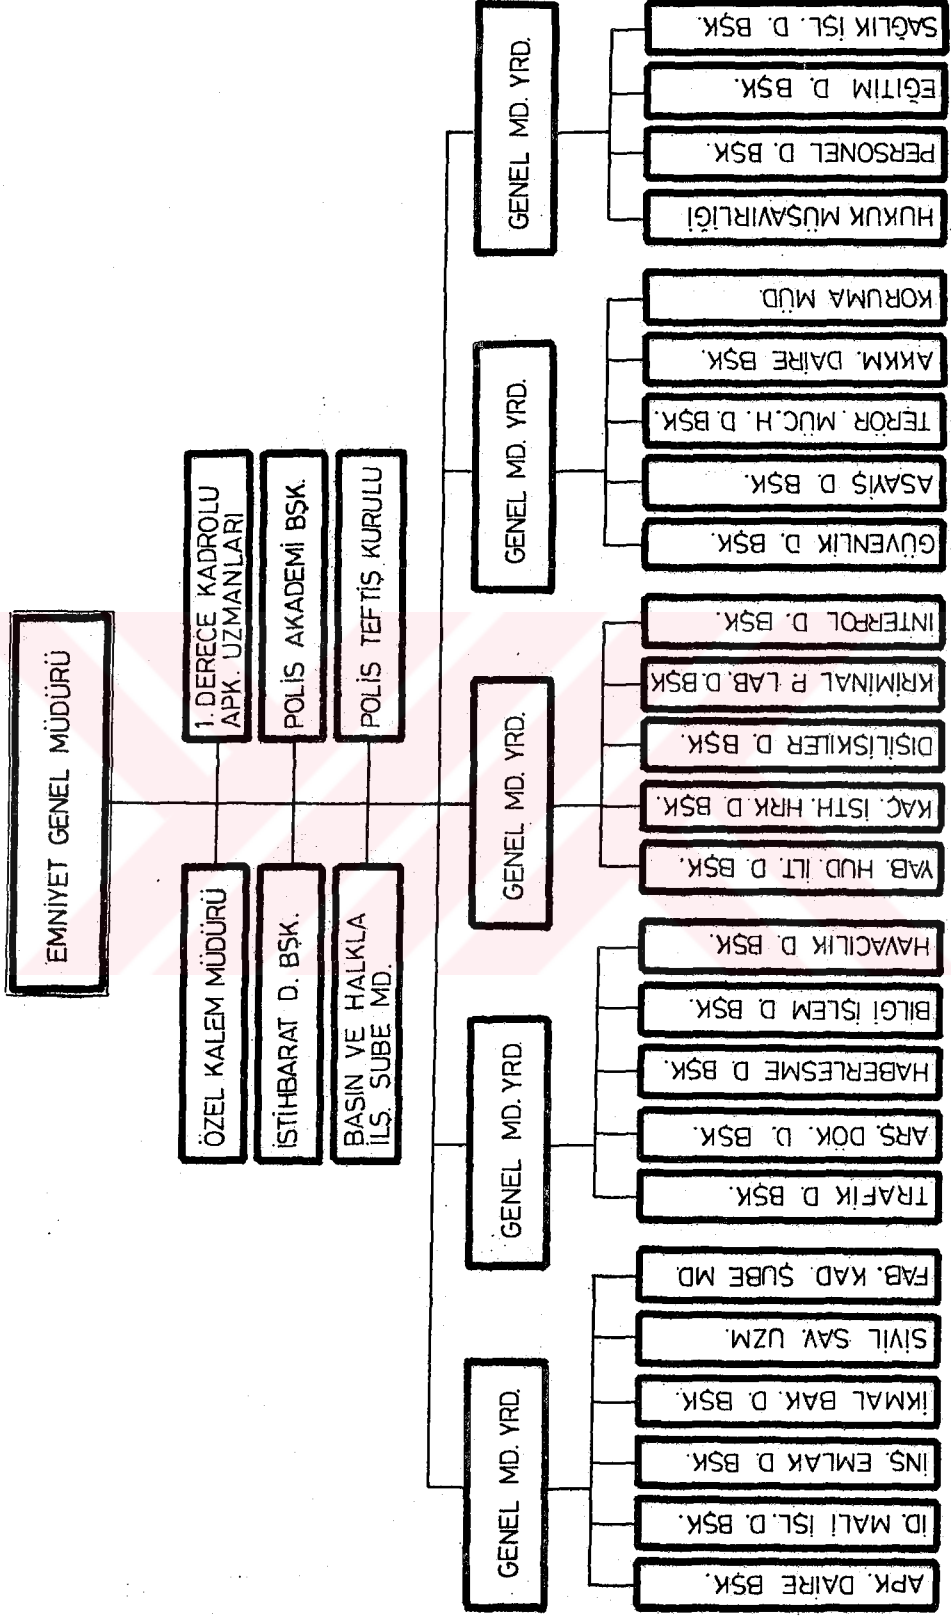 EMNİYET GENEL MÜDÜRÜ
ÖZEL KALEM MÜDÜRÜ
1. DERECE KADROLU
APK. UZMANLARI
İSTİHBARAT D. BŞK.
POLİS AKADEMİ BŞK.
BASIN VE HALKLA
İLŞ. ŞUBE MD.
POLİS TEFTİŞ KURULU
GENEL MD. YRD.
GENEL MD. YRD.
GENEL MD. YRD.
GENEL MD. YRD.
GENEL MD. YRD.
APK. DAİRE BŞK.
İD. MALİ İŞL. D. BŞK.
İNŞ. EMLAK D. BŞK.
İKMAL BAK. D. BŞK.
SİVİL SAV. UZM.
FAB. KAD. ŞUBE MD.
TRAFİK D. BŞK.
ARŞ. DÖK. D. BŞK.
HABERLEŞME D. BŞK.
BİLGİ İŞLEM D. BŞK.
HAVACILIK D. BŞK.
YAB. HUD. İLT. D. BŞK.
KAÇ. İSTH. HRK. D. BŞK.
DIŞİLİŞKİLER D. BŞK.
KRİMİNAL P. LAB. D. BŞK.
INTERPOL D. BŞK.
GÜVENLİK D. BŞK.
ASAYİŞ D. BŞK.
TERÖR. MÜC. H. D. BŞK.
AKKM. DAİRE BŞK.
KORUMA MÜD.
HUKUK MÜŞAVİRLİĞİ
PERSONEL D. BŞK.
EĞİTİM D. BŞK.
SAĞLIK İŞL. D. BŞK.